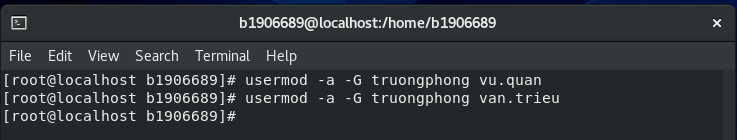 b1906689@localhost:/home/b1906689
File Edit View Search Terminal Help
[root@localhost b1906689]# usermod -a -G truongphong vu.quan
[root@localhost b1906689]# usermod -a -G truongphong van.trieu
[root@localhost b1906689]#